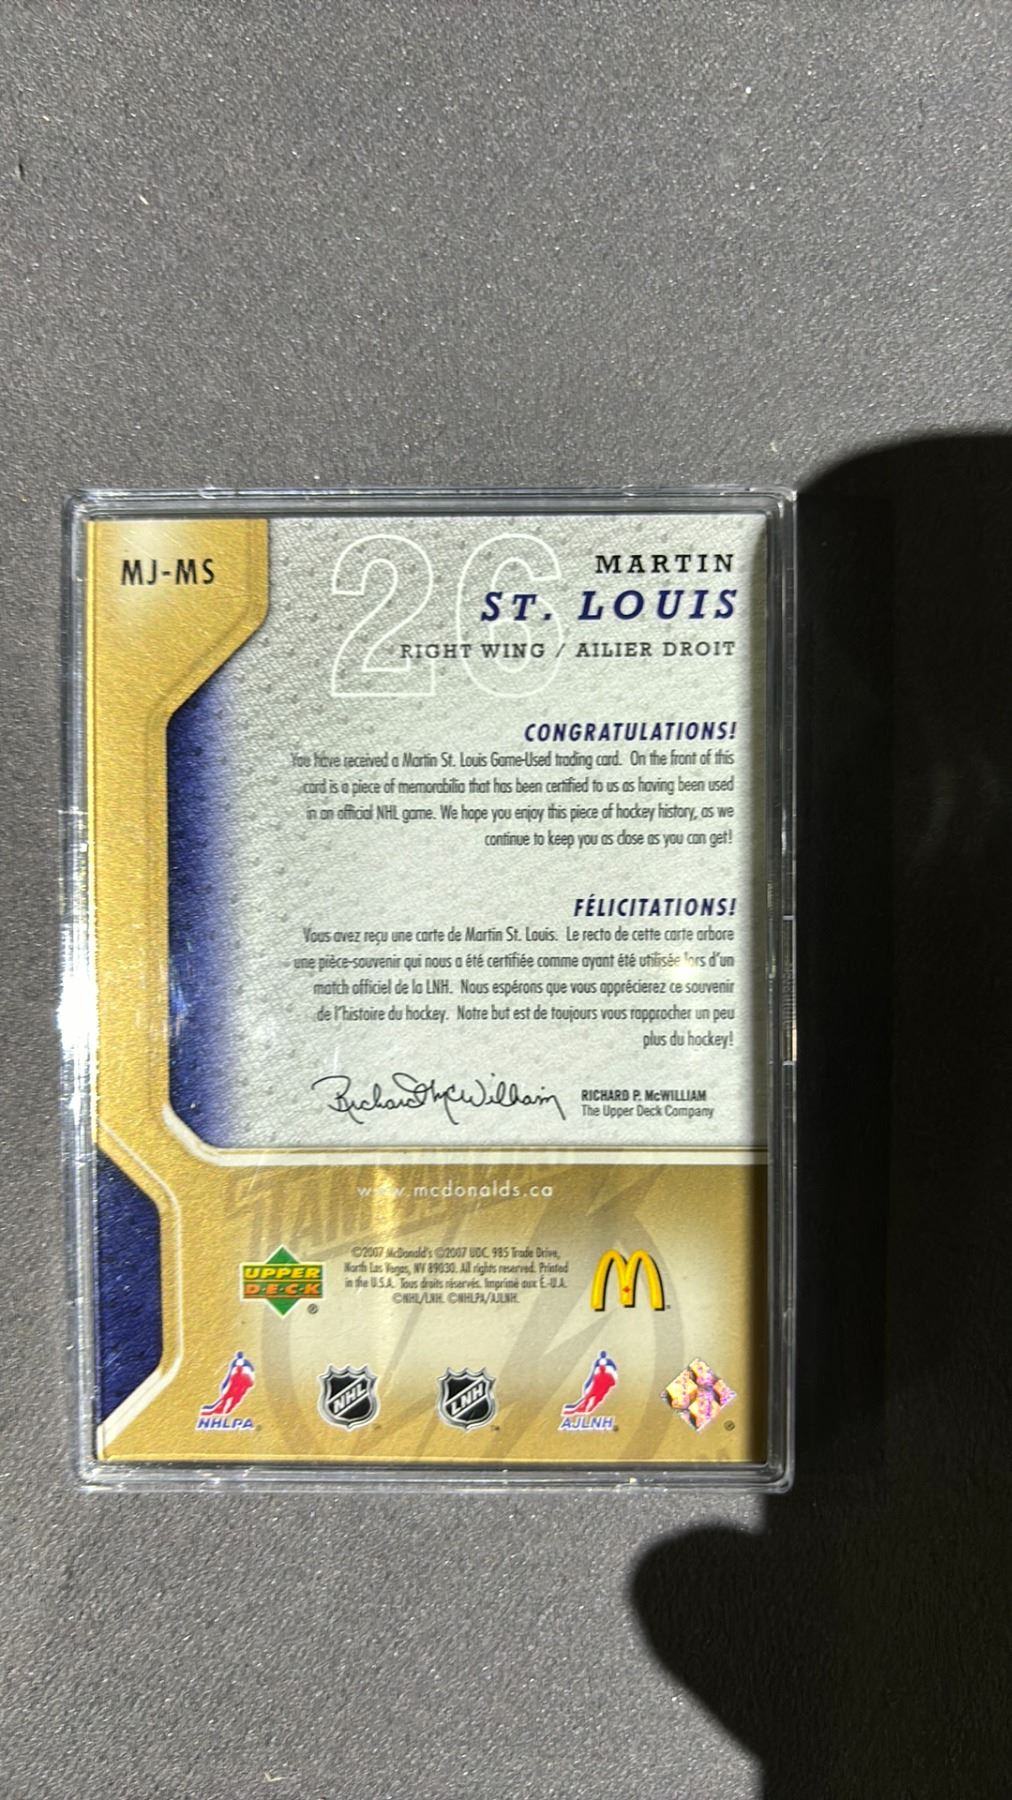 MJ-MS
26
MARTIN
ST. LOUIS
RIGHT WING / AILIER DROIT
CONGRATULATIONS!
You have received a Martin St. Louis Game-Used trading card. On the front of this
card is a piece of memorabilia that has been certified to us as having been used
in an official NHL game. We hope you enjoy this piece of hockey history, as we
continue to keep you as close as you can get!
FÉLICITATIONS!
Vous avez reçu une carte de Martin St. Louis. Le recto de cette carte arbore
une pièce-souvenir qui nous a été certifiée comme ayant été utilisée lors d'un
match officiel de la LNH. Nous espérons que vous apprécierez ce souvenir
de l'histoire du hockey. Notre but est de toujours vous rapprocher un peu
plus du hockey!
Richard McWilliam
RICHARD P. McWILLIAM
The Upper Deck Company
www.mcdonalds.ca
UPPER
D·E·C·K
®
©2007 McDonald's ©2007 UDC. 985 Trade Drive,
North Las Vegas, NV 89030. All rights reserved. Printed
in the U.S.A. Tous droits réservés. Imprimé aux É.-U.A.
©NHL/LNH. ©NHLPA/AJLNH.
NHLPA
NHL
LNH
AJLNH